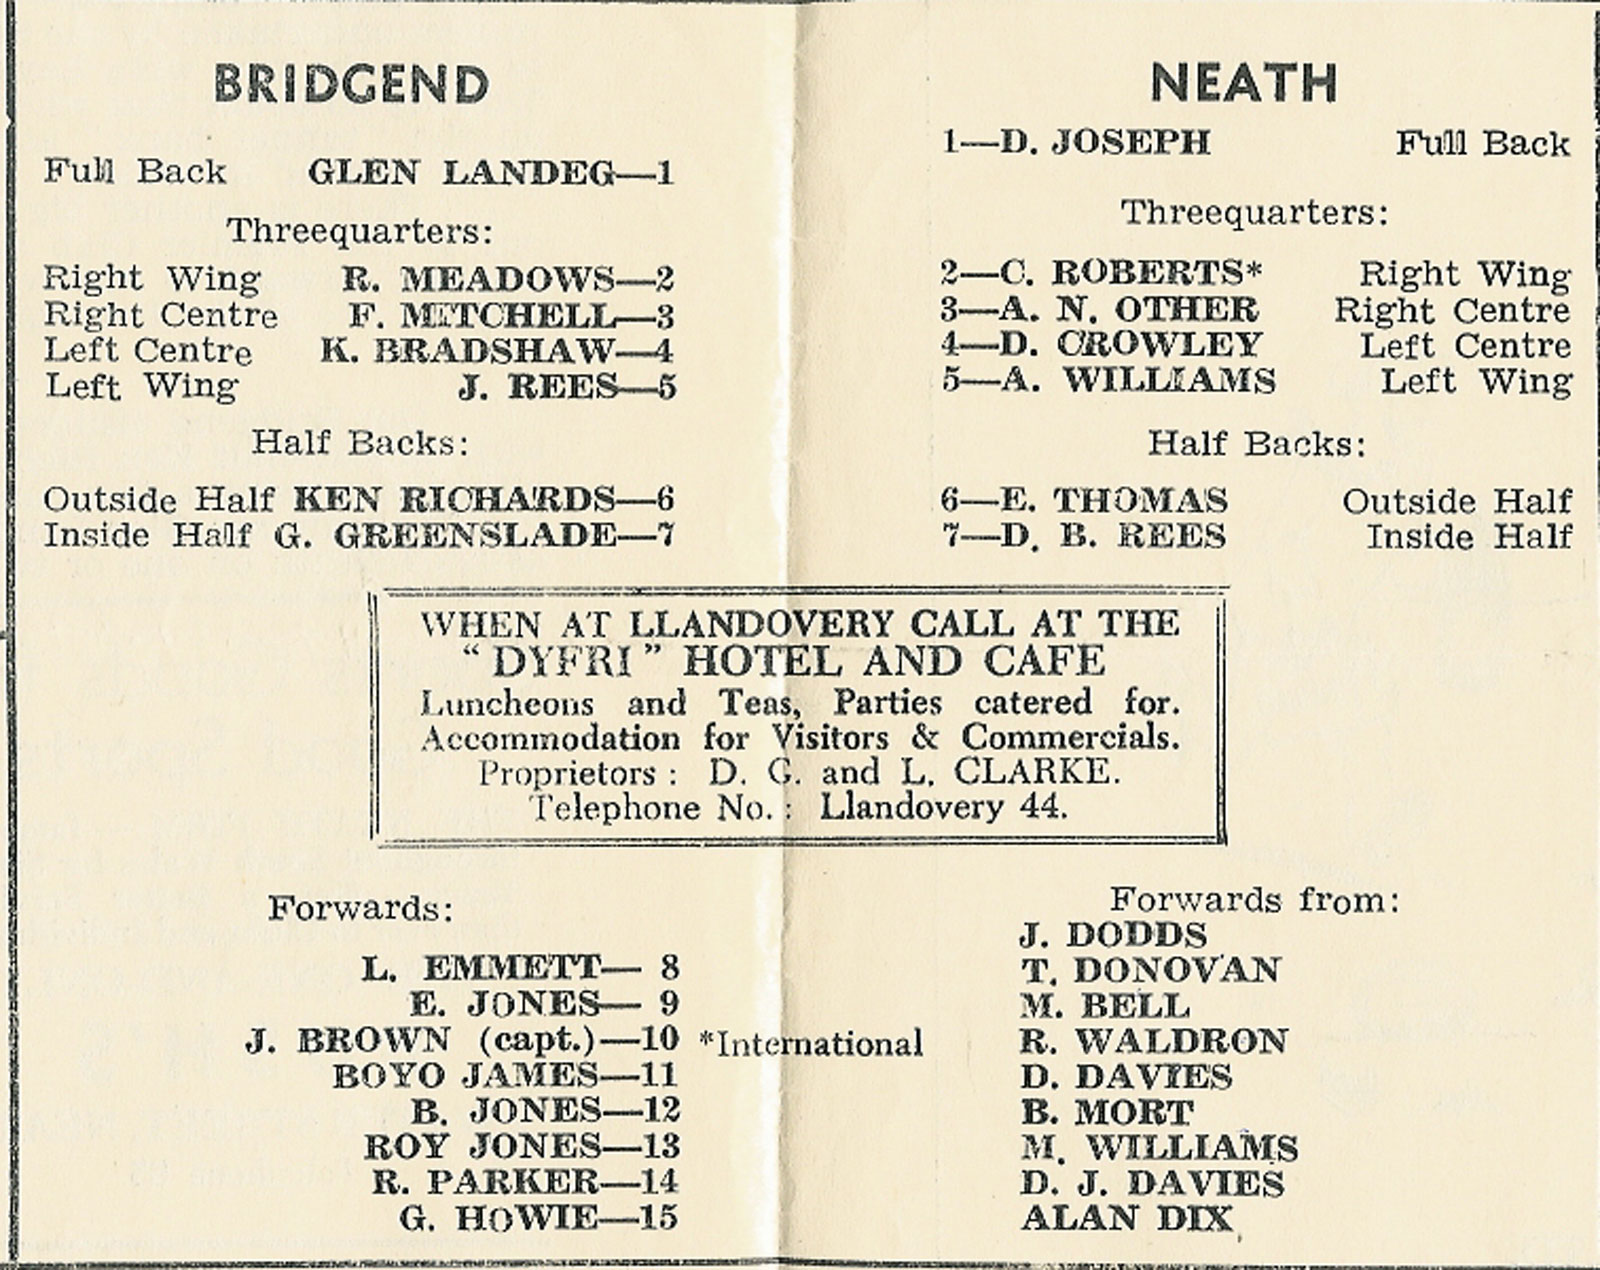 BRIDGEND
Full Back GLEN LANDEG—1
Threequarters:
Right Wing R. MEADOWS—2
Right Centre F. MITCHELL—3
Left Centre K. BRADSHAW—4
Left Wing J. REES—5
Half Backs:
Outside Half KEN RICHARDS—6
Inside Half G. GREENSLADE—7
NEATH
1—D. JOSEPH Full Back
Threequarters:
2—C. ROBERTS* Right Wing
3—A. N. OTHER Right Centre
4—D. CROWLEY Left Centre
5—A. WILLIAMS Left Wing
Half Backs:
6—E. THOMAS Outside Half
7—D. B. REES Inside Half
WHEN AT LLANDOVERY CALL AT THE
"DYFRI" HOTEL AND CAFE
Luncheons and Teas, Parties catered for.
Accommodation for Visitors & Commercials.
Proprietors : D. G. and L. CLARKE.
Telephone No. : Llandovery 44.
Forwards:
L. EMMETT— 8
E. JONES— 9
J. BROWN (capt.)—10
BOYO JAMES—11
B. JONES—12
ROY JONES—13
R. PARKER—14
G. HOWIE—15
*International
Forwards from:
J. DODDS
T. DONOVAN
M. BELL
R. WALDRON
D. DAVIES
B. MORT
M. WILLIAMS
D. J. DAVIES
ALAN DIX